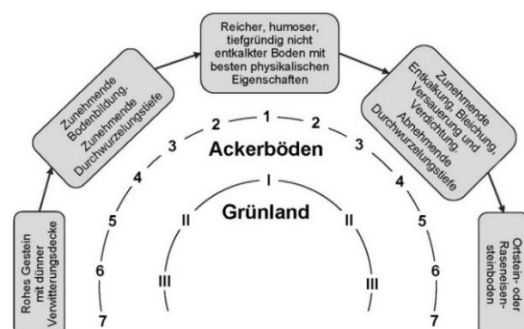 Reicher, humoser,
tiefgründig nicht
entkalkter Boden mit
besten physikalischen
Eigenschaften
Zunehmende
Bodenbildung.
Zunehmende
Durchwurzelungstiefe
Zunehmende
Entkalkung, Bleichung,
Versauerung und
Verdichtung.
Abnehmende
Durchwurzelungstiefe
Rohes Gestein
mit dünner
Verwitterungsdecke
Ortstein- oder
Raseneisen-
steinboden
7 6 5 4 3 2 1 2 3 4 5 6 7
Ackerböden
III II I II III
Grünland